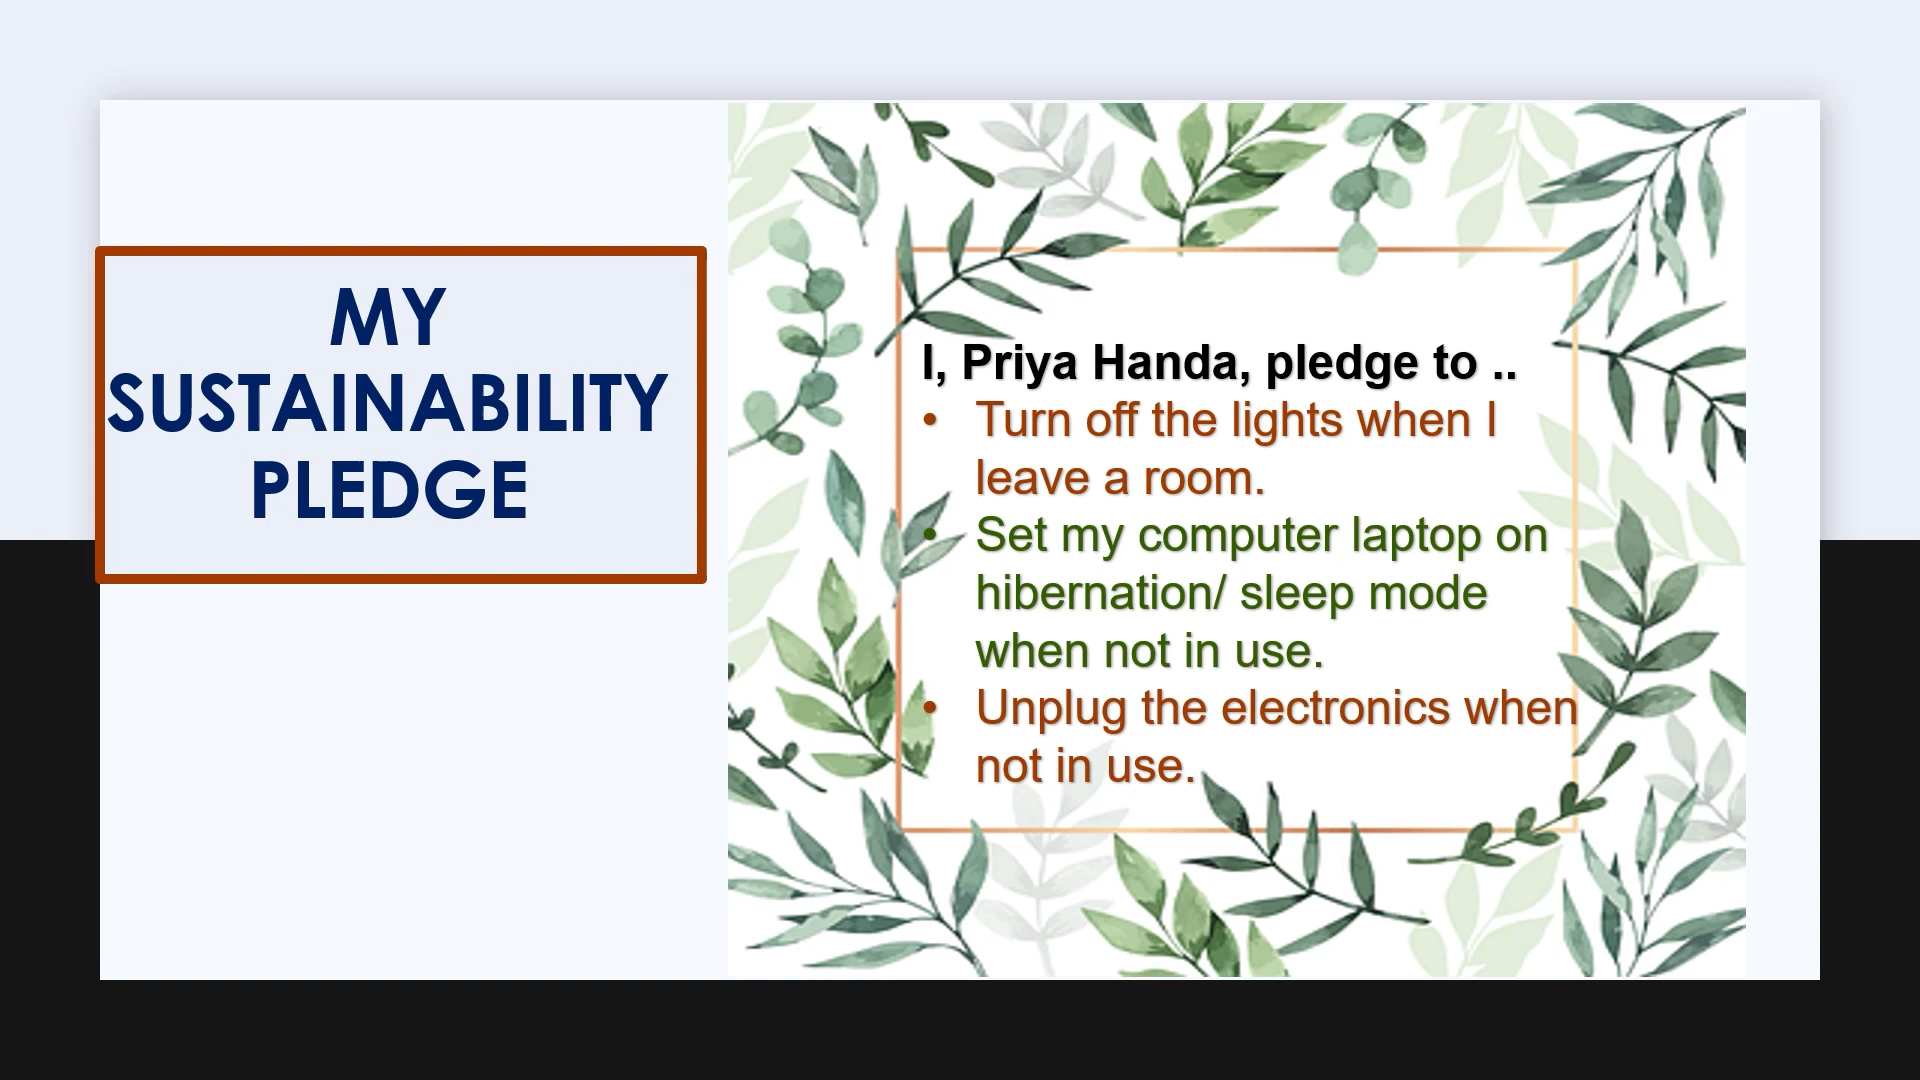 MY
SUSTAINABILITY
PLEDGE
I, Priya Handa, pledge to ..
• Turn off the lights when I
leave a room.
• Set my computer laptop on
hibernation/ sleep mode
when not in use.
• Unplug the electronics when
not in use.